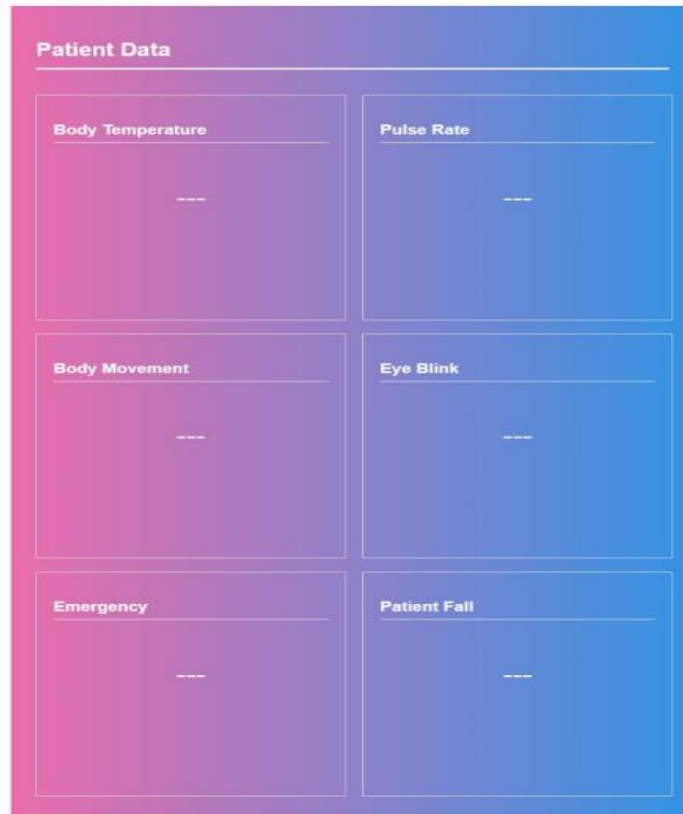 Patient Data
Body Temperature
---
Pulse Rate
---
Body Movement
---
Eye Blink
---
Emergency
---
Patient Fall
---